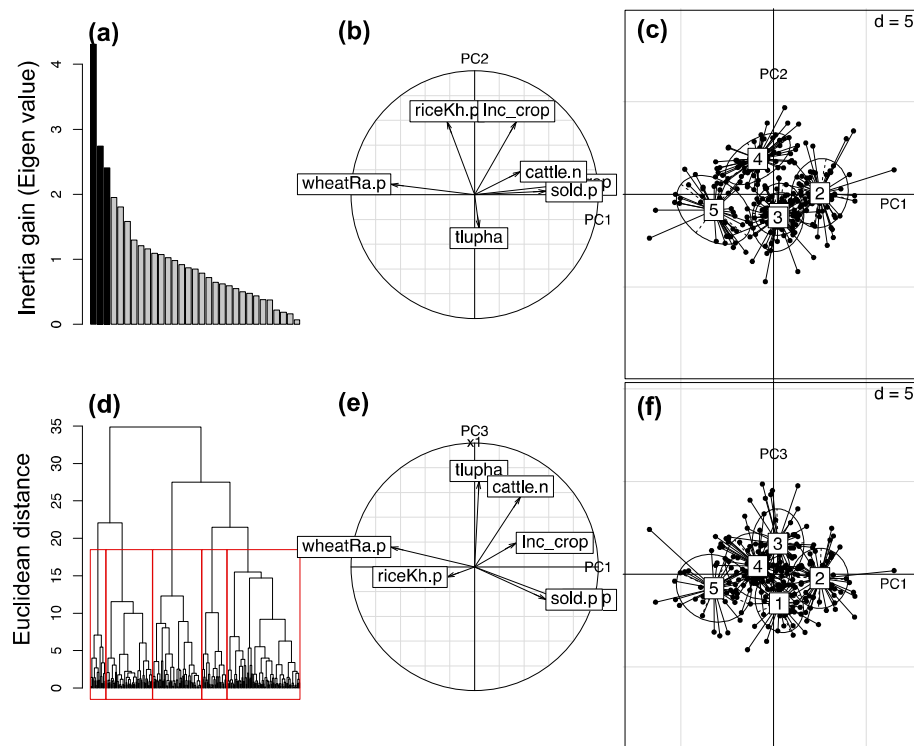 (a)
Inertia gain (Eigen value)
0
1
2
3
4
(b)
PC2
riceKh.p
Inc_crop
cattle.n
wheatRa.p
sold.p
PC1
tlupha
(c)
d = 5
PC2
4
2
PC1
5
3
(d)
Euclidean distance
0
5
10
15
20
25
30
35
(e)
PC3
x1
tlupha
cattle.n
Inc_crop
wheatRa.p
PC1
riceKh.p
sold.p
p
(f)
d = 5
PC3
3
4
2
PC1
5
1